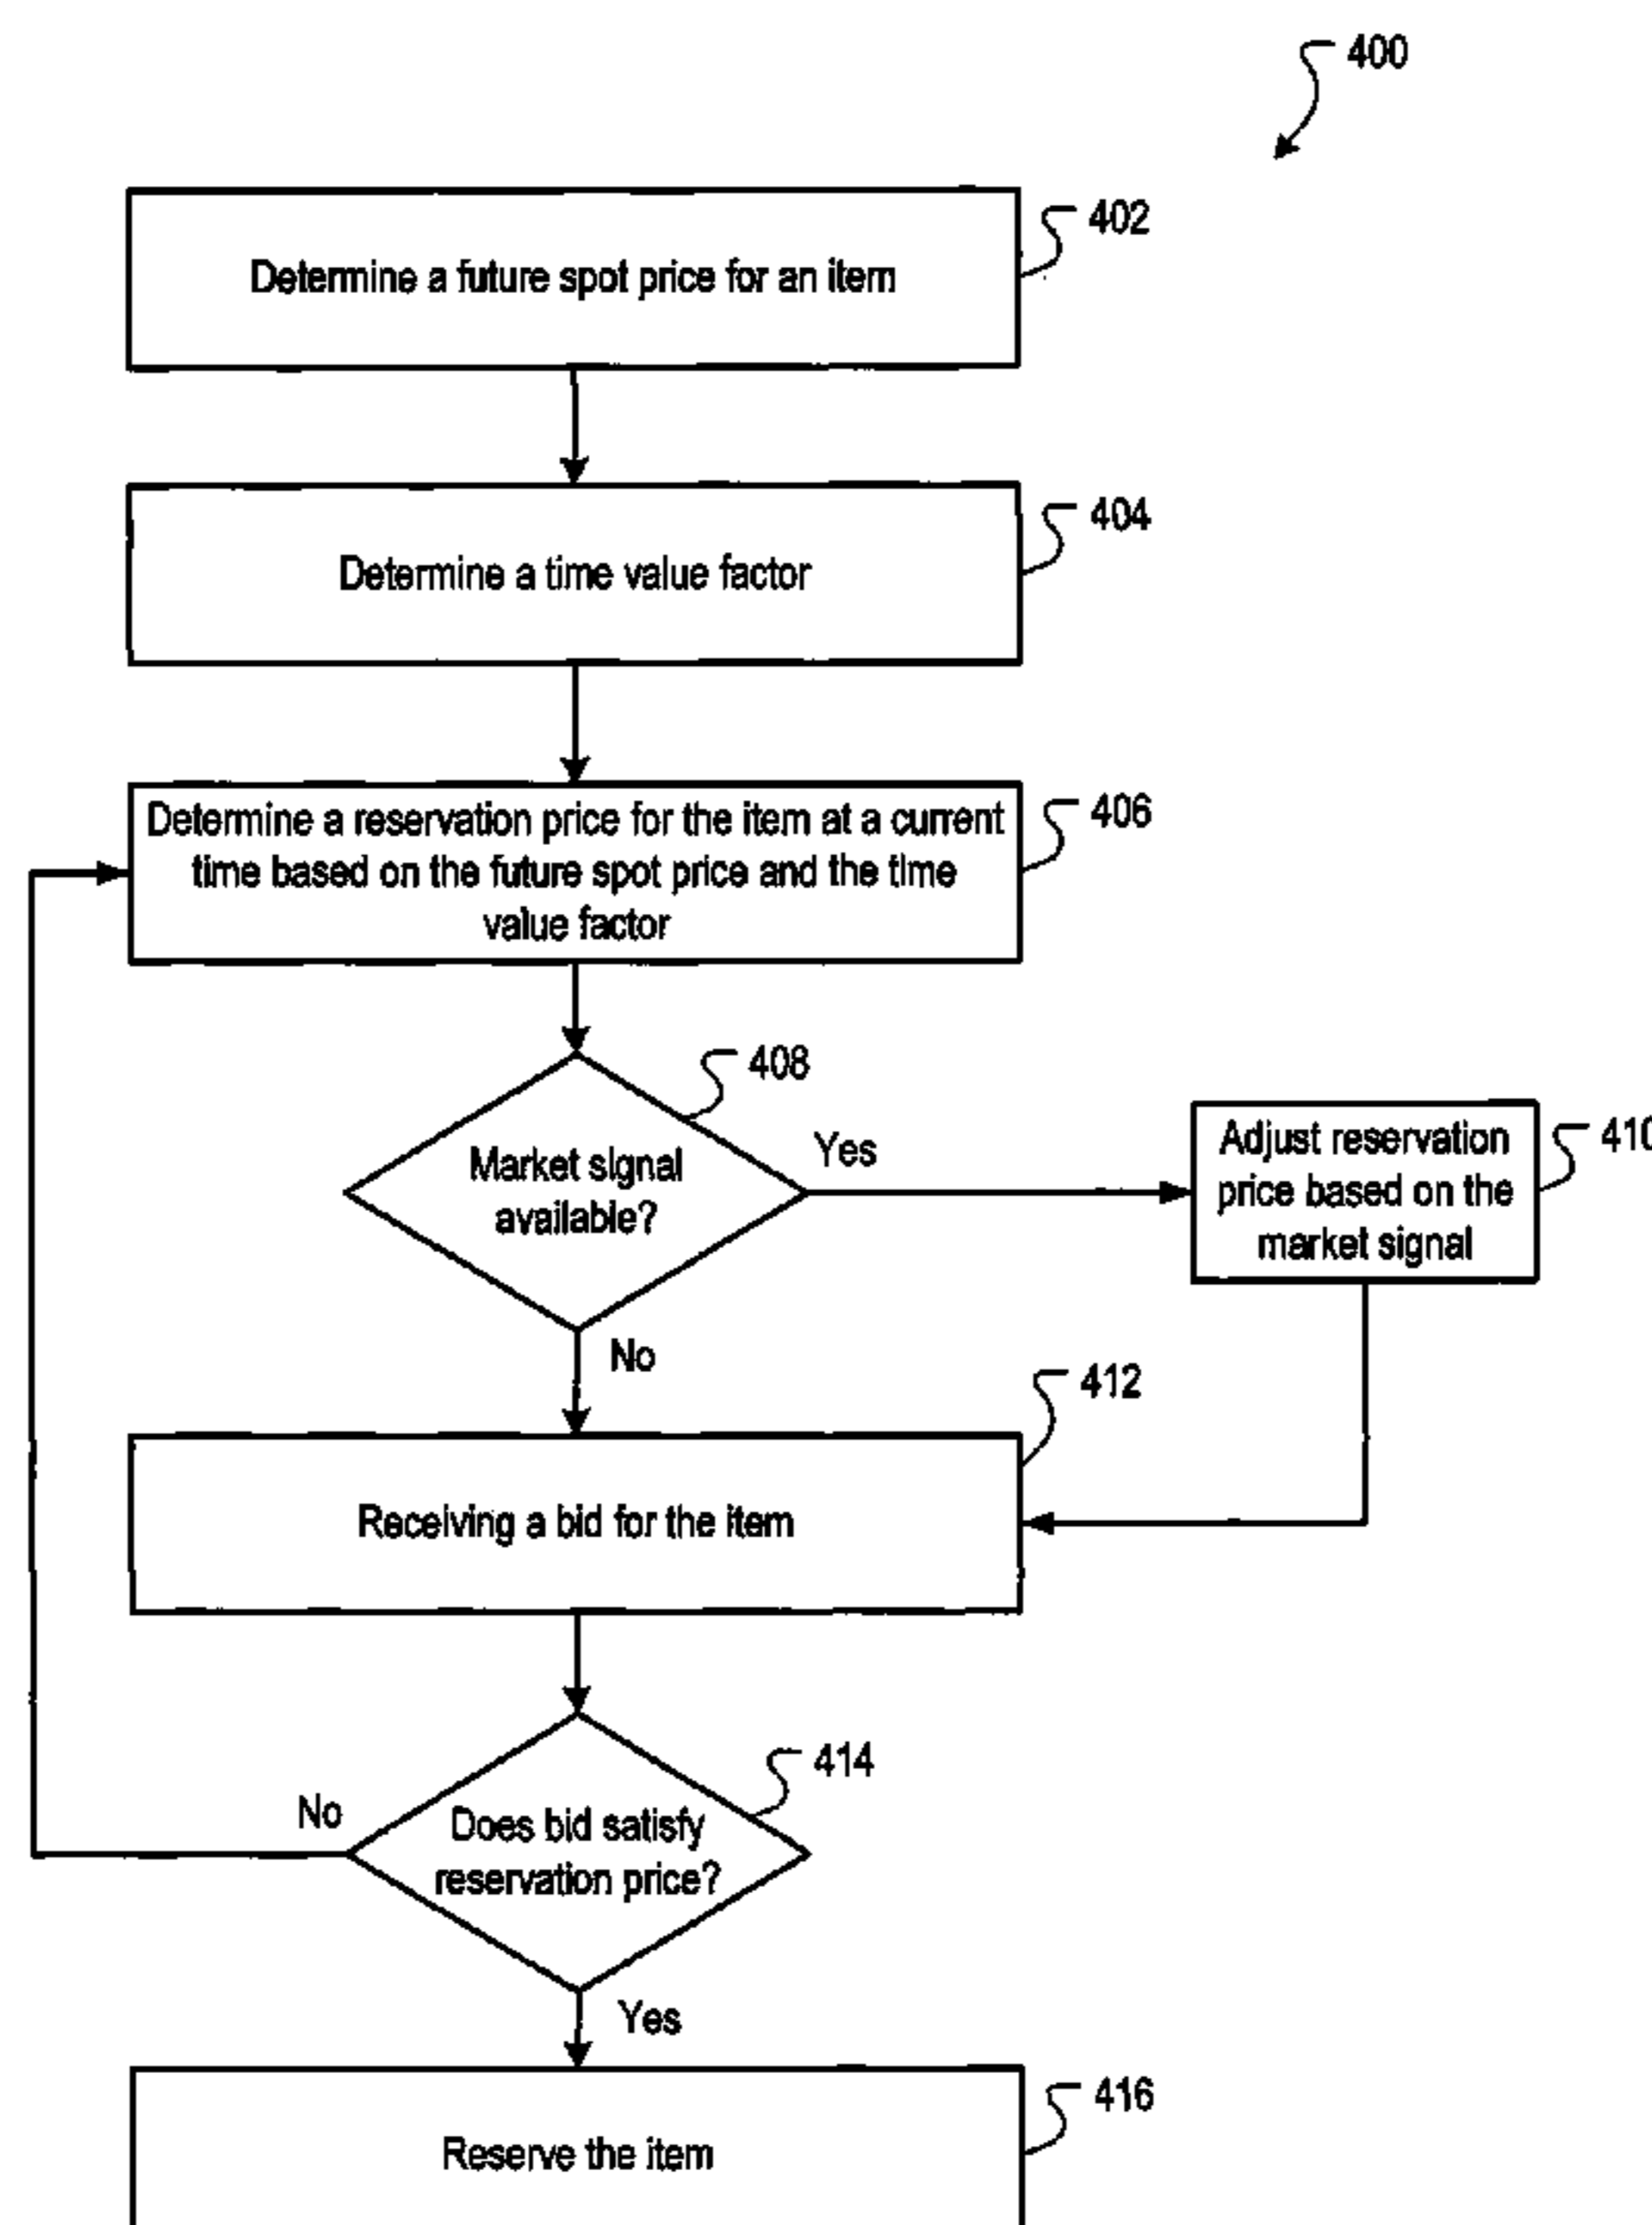 400
402
Determine a future spot price for an item
404
Determine a time value factor
406
Determine a reservation price for the item at a current
time based on the future spot price and the time
value factor
408
Market signal
available?
Yes
410
Adjust reservation
price based on the
market signal
No
412
Receiving a bid for the item
414
No
Does bid satisfy
reservation price?
Yes
416
Reserve the item